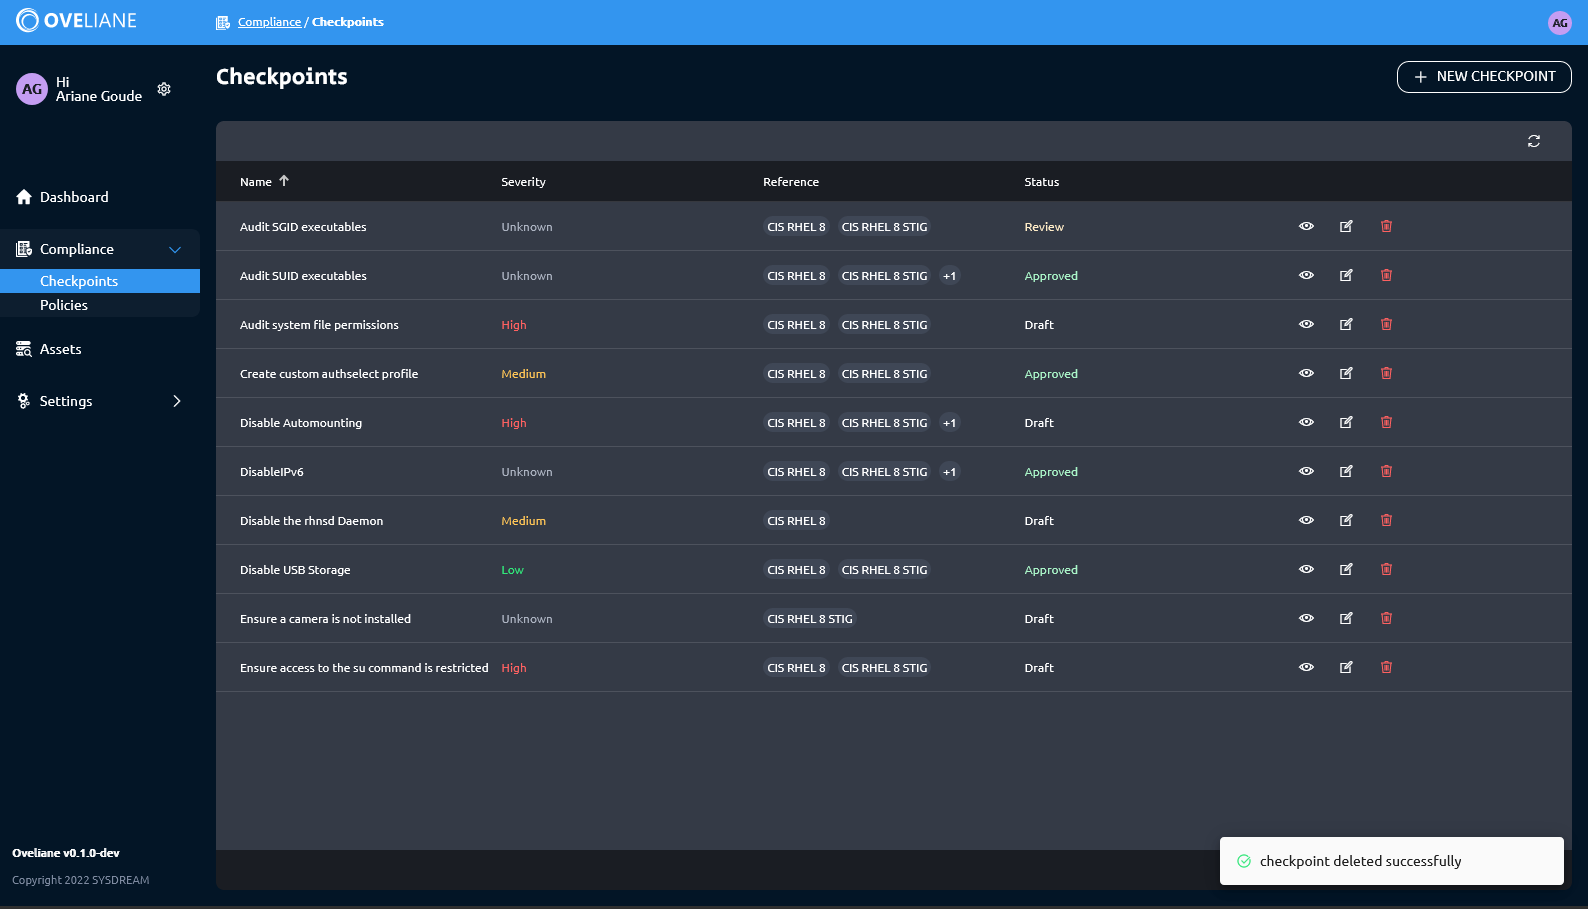 OVELIANE
Compliance / Checkpoints
AG
AG
Hi
Ariane Goude
Checkpoints
+ NEW CHECKPOINT
Dashboard
Compliance
Checkpoints
Policies
Assets
Settings
Name Severity Reference Status
Audit SGID executables Unknown CIS RHEL 8 CIS RHEL 8 STIG Review
Audit SUID executables Unknown CIS RHEL 8 CIS RHEL 8 STIG +1 Approved
Audit system file permissions High CIS RHEL 8 CIS RHEL 8 STIG Draft
Create custom authselect profile Medium CIS RHEL 8 CIS RHEL 8 STIG Approved
Disable Automounting High CIS RHEL 8 CIS RHEL 8 STIG +1 Draft
DisableIPv6 Unknown CIS RHEL 8 CIS RHEL 8 STIG +1 Approved
Disable the rhnsd Daemon Medium CIS RHEL 8 Draft
Disable USB Storage Low CIS RHEL 8 CIS RHEL 8 STIG Approved
Ensure a camera is not installed Unknown CIS RHEL 8 STIG Draft
Ensure access to the su command is restricted High CIS RHEL 8 CIS RHEL 8 STIG Draft
Oveliane v0.1.0-dev
Copyright 2022 SYSDREAM
checkpoint deleted successfully